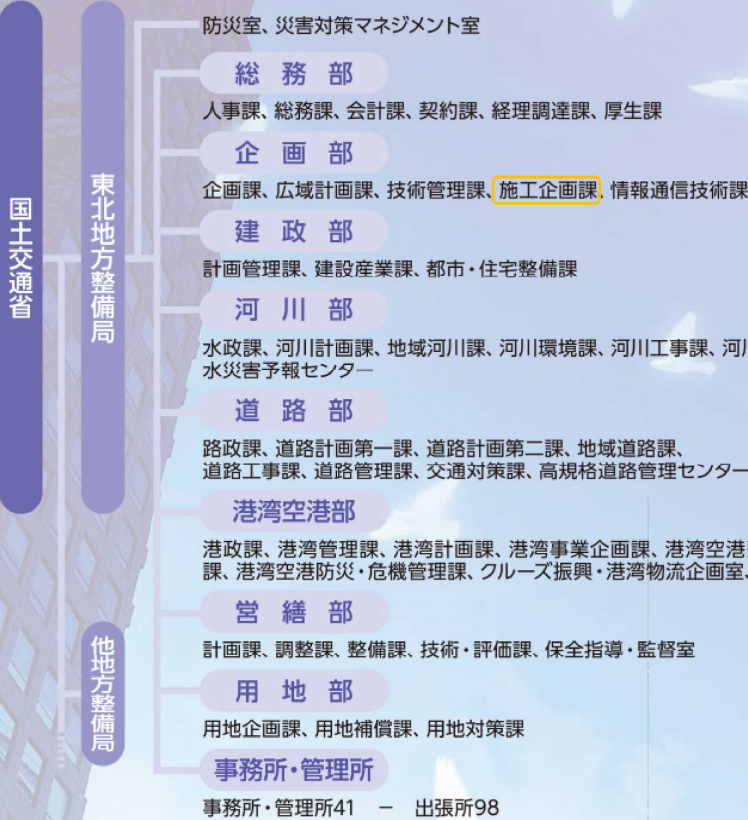 国土交通省
東北地方整備局
防災室、災害対策マネジメント室
総務部
人事課、総務課、会計課、契約課、経理調達課、厚生課
企画部
企画課、広域計画課、技術管理課、施工企画課、情報通信技術課
建政部
計画管理課、建設産業課、都市・住宅整備課
河川部
水政課、河川計画課、地域河川課、河川環境課、河川工事課、河川
水災害予報センター
道路部
路政課、道路計画第一課、道路計画第二課、地域道路課、
道路工事課、道路管理課、交通対策課、高規格道路管理センター
港湾空港部
港政課、港湾管理課、港湾計画課、港湾事業企画課、港湾空港
課、港湾空港防災・危機管理課、クルーズ振興・港湾物流企画室、
営繕部
計画課、調整課、整備課、技術・評価課、保全指導・監督室
用地部
用地企画課、用地補償課、用地対策課
事務所・管理所
事務所・管理所41 － 出張所98
他地方整備局